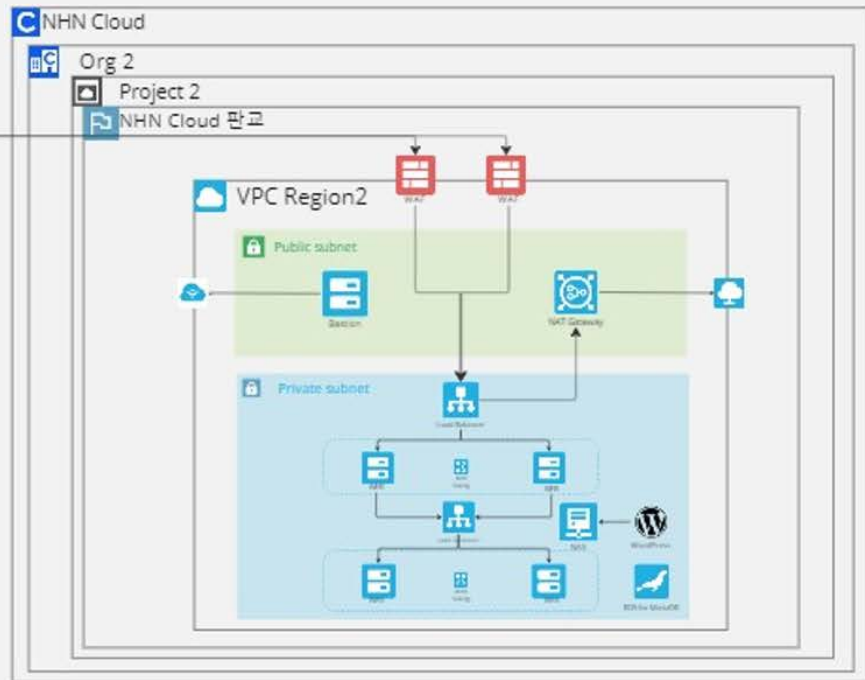 NHN Cloud
Org 2
Project 2
NHN Cloud 판교
WAF
WAF
VPC Region2
Public subnet
Bastion
NAT Gateway
Private subnet
Load Balancer
NAS
WordPress
RDS for MariaDB